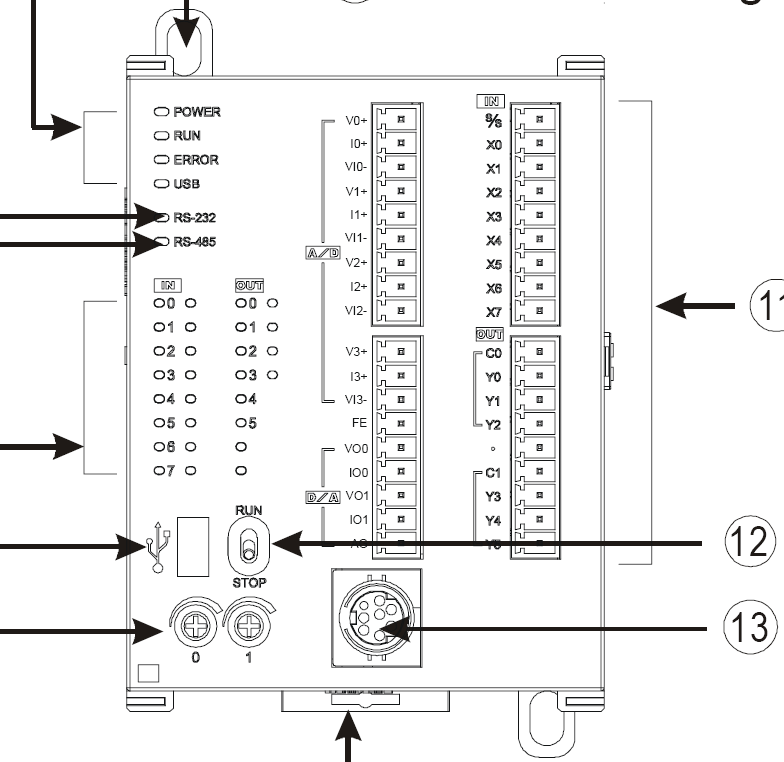 POWER
RUN
ERROR
USB
RS-232
RS-485
IN OUT
0 0
1 1
2 2
3 3
4 4
5 5
6
7
RUN
STOP
0 1
V0+
I0+
VI0-
V1+
I1+
VI1-
A/D
V2+
I2+
VI2-
V3+
I3+
VI3-
FE
VO0
IO0
D/A
VO1
IO1
IN
S/S
X0
X1
X2
X3
X4
X5
X6
X7
OUT
C0
Y0
Y1
Y2
C1
Y3
Y4
Y5
11
12
13